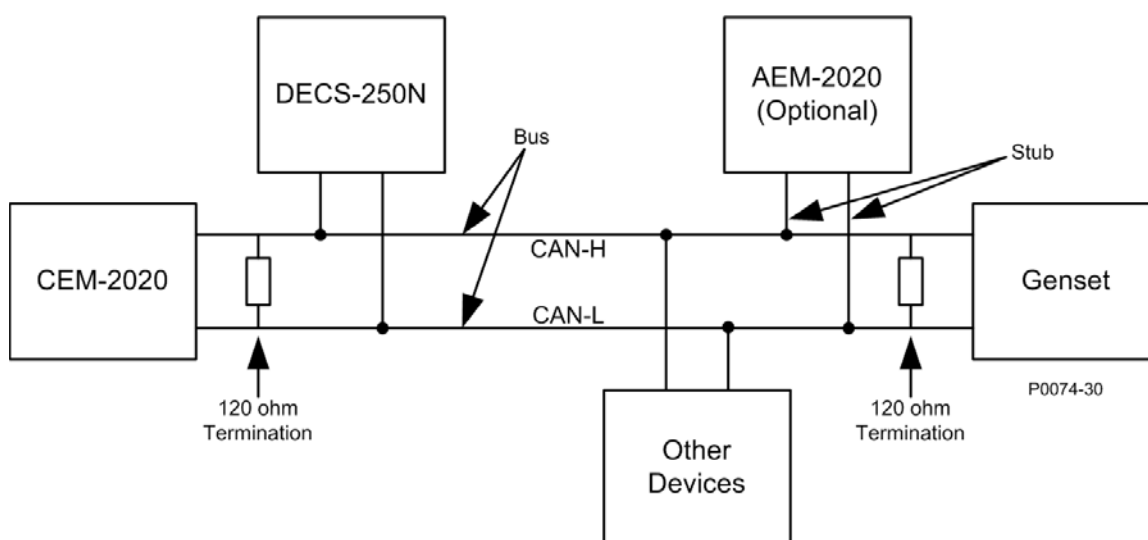 DECS-250N
AEM-2020
(Optional)
Bus
Stub
CEM-2020
CAN-H
CAN-L
Genset
P0074-30
120 ohm
Termination
120 ohm
Termination
Other
Devices